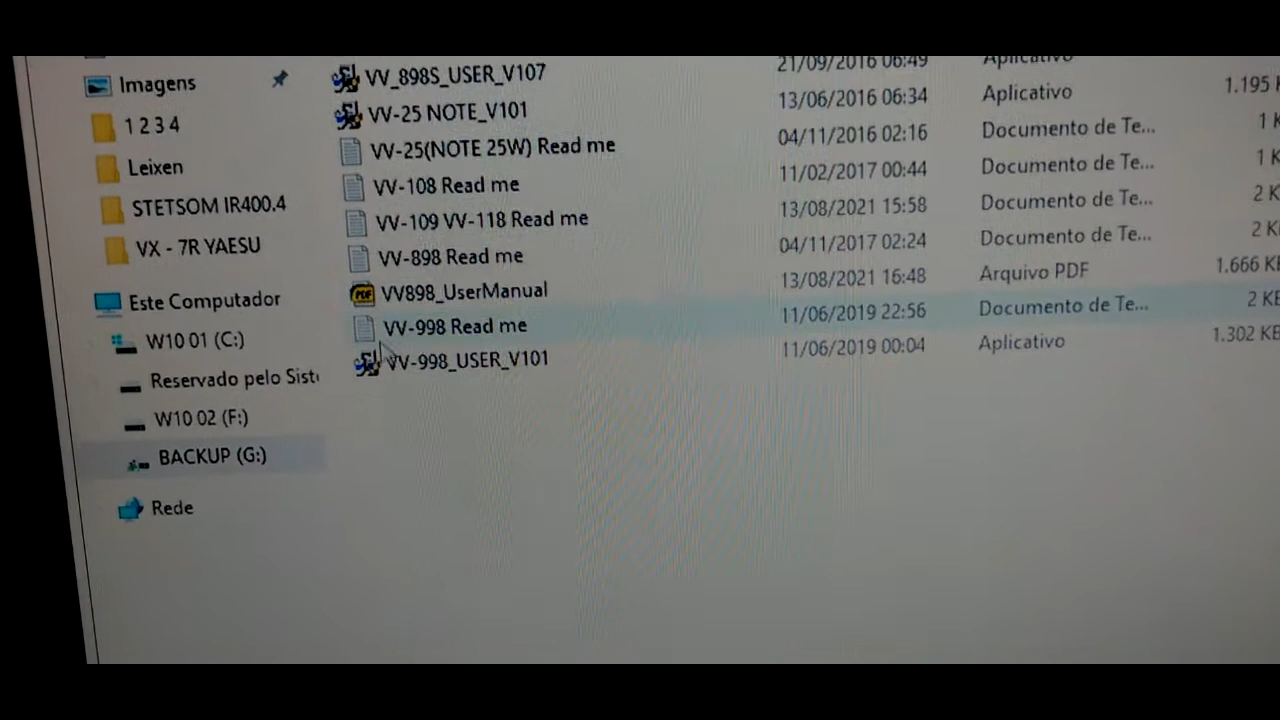 Imagens
1 2 3 4
Leixen
STETSOM IR400.4
VX - 7R YAESU
Este Computador
W10 01 (C:)
Reservado pelo Sist
W10 02 (F:)
BACKUP (G:)
Rede
VV_898S_USER_V107 21/09/2016 06:49 Aplicativo
VV-25 NOTE_V101 13/06/2016 06:34 Aplicativo 1.195 K
VV-25(NOTE 25W) Read me 04/11/2016 02:16 Documento de Te... 1 K
VV-108 Read me 11/02/2017 00:44 Documento de Te... 1 K
VV-109 VV-118 Read me 13/08/2021 15:58 Documento de Te... 2 K
VV-898 Read me 04/11/2017 02:24 Documento de Te... 2 K
PDF VV898_UserManual 13/08/2021 16:48 Arquivo PDF 1.666 KB
VV-998 Read me 11/06/2019 22:56 Documento de Te... 2 KB
VV-998_USER_V101 11/06/2019 00:04 Aplicativo 1.302 KB